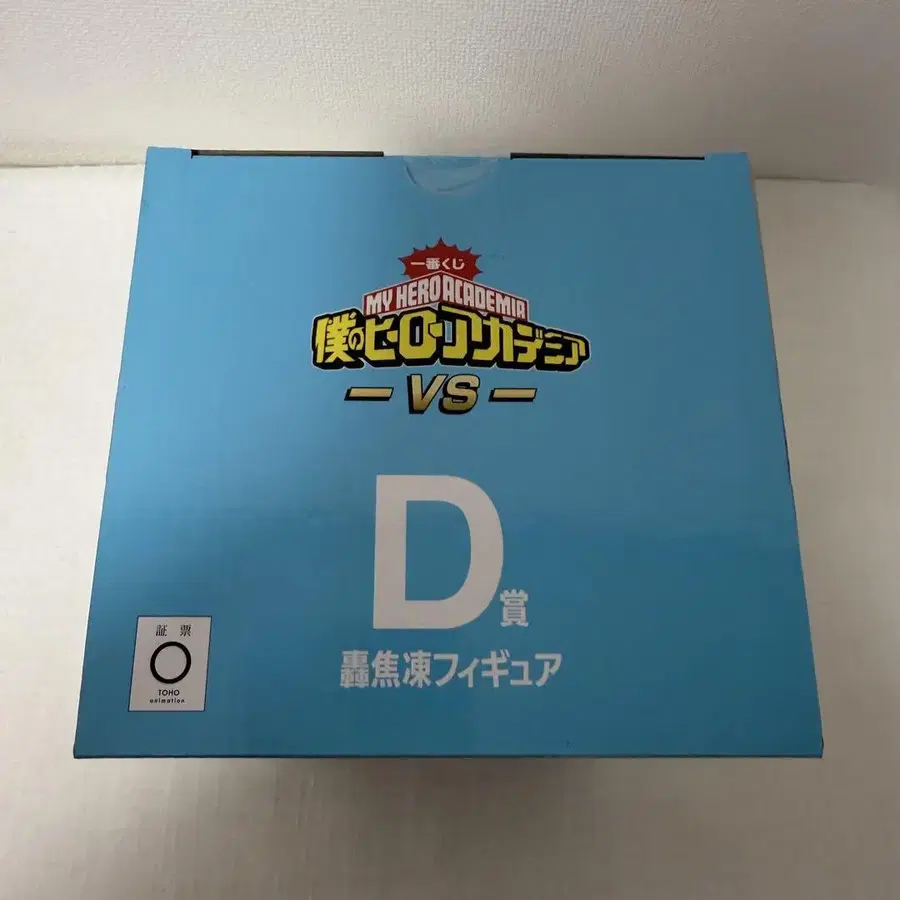 一番くじ
MY HERO ACADEMIA
僕のヒーローアカデミア
VS
D賞
轟焦凍フィギュア
証票
TOHO
animation